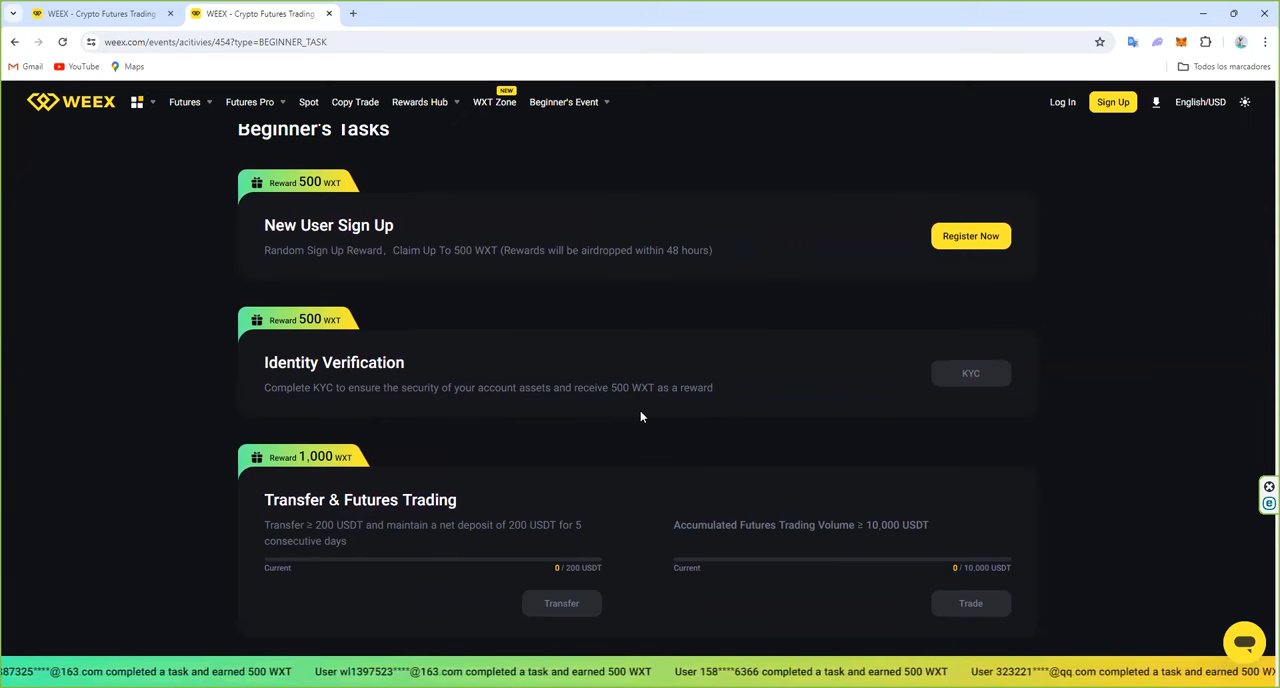 WEEX - Crypto Futures Trading
WEEX - Crypto Futures Trading
weex.com/events/acitivies/454?type=BEGINNER_TASK
Gmail YouTube Maps Todos los marcadores
WEEX Futures Futures Pro Spot Copy Trade Rewards Hub WXT Zone NEW Beginner's Event Log In Sign Up English/USD
Beginner's Tasks
Reward 500 WXT
New User Sign Up
Random Sign Up Reward, Claim Up To 500 WXT (Rewards will be airdropped within 48 hours)
Register Now
Reward 500 WXT
Identity Verification
Complete KYC to ensure the security of your account assets and receive 500 WXT as a reward
KYC
Reward 1,000 WXT
Transfer & Futures Trading
Transfer ≥ 200 USDT and maintain a net deposit of 200 USDT for 5
consecutive days
Current 0 / 200 USDT
Transfer
Accumulated Futures Trading Volume ≥ 10,000 USDT
Current 0 / 10,000 USDT
Trade
87325****@163.com completed a task and earned 500 WXT User wl1397523****@163.com completed a task and earned 500 WXT User 158****6366 completed a task and earned 500 WXT User 323221****@qq.com completed a task and earned 500